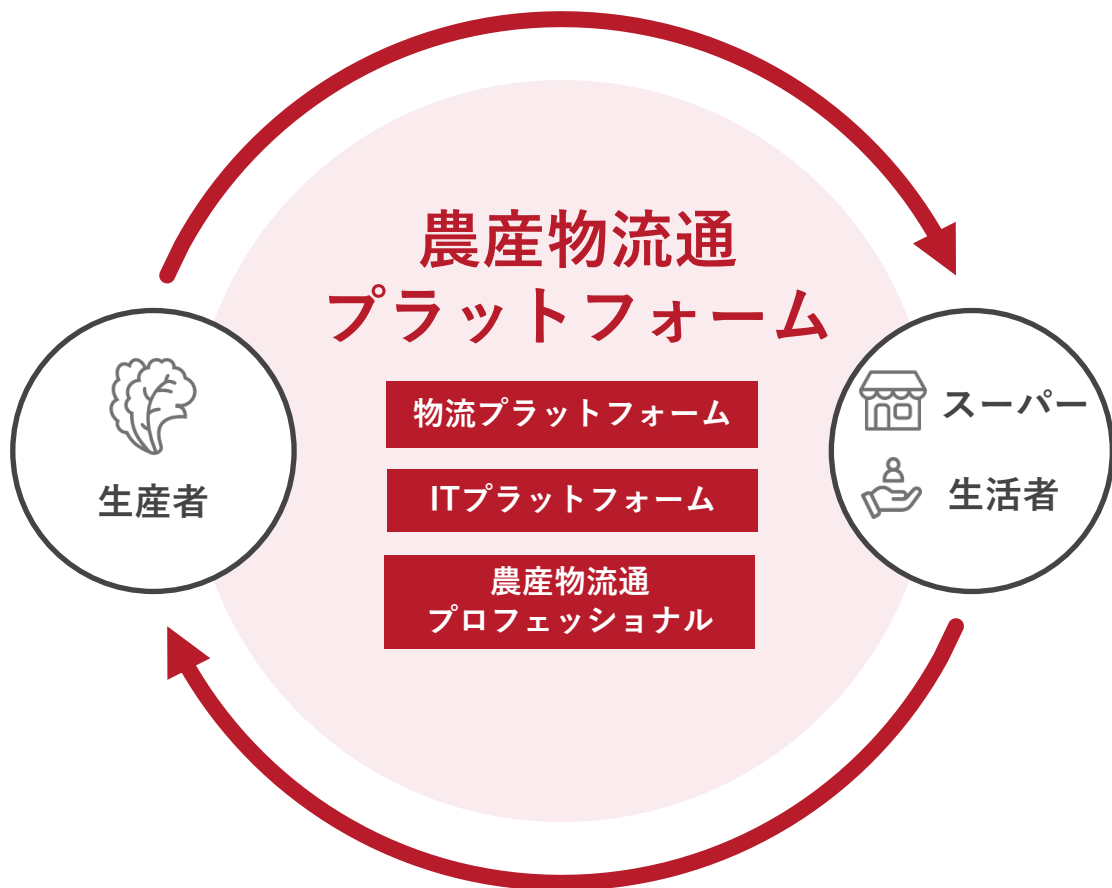 農産物流通
プラットフォーム
物流プラットフォーム
ITプラットフォーム
農産物流通
プロフェッショナル
生産者
スーパー
生活者